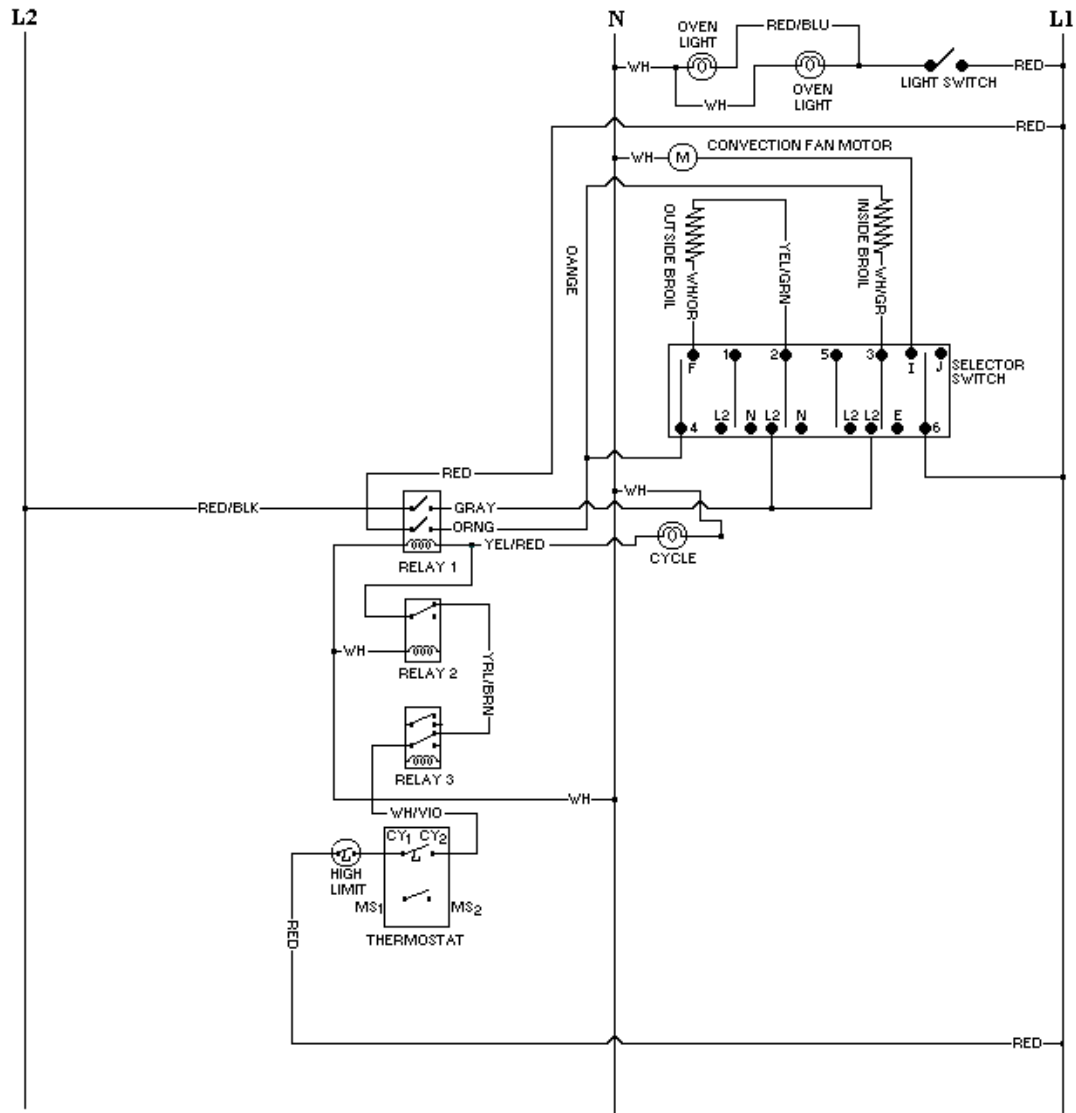 L2
N
L1
OVEN
LIGHT
RED/BLU
WH
RED
LIGHT SWITCH
WH
OVEN
LIGHT
RED
CONVECTION FAN MOTOR
WH
M
OANGE
OUTSIDE BROIL
WH/OR
YEL/GRN
INSIDE BROIL
WH/GR
1 2 5 3
F I J
SELECTOR
SWITCH
4 L2 N L2 N L2 L2 E 6
RED
WH
RED/BLK
GRAY
ORNG
YEL/RED
CYCLE
RELAY 1
WH
RELAY 2
YRL/BRN
RELAY 3
WH
WH/VIO
CY1 CY2
HIGH
LIMIT
MS1 MS2
THERMOSTAT
RED
RED